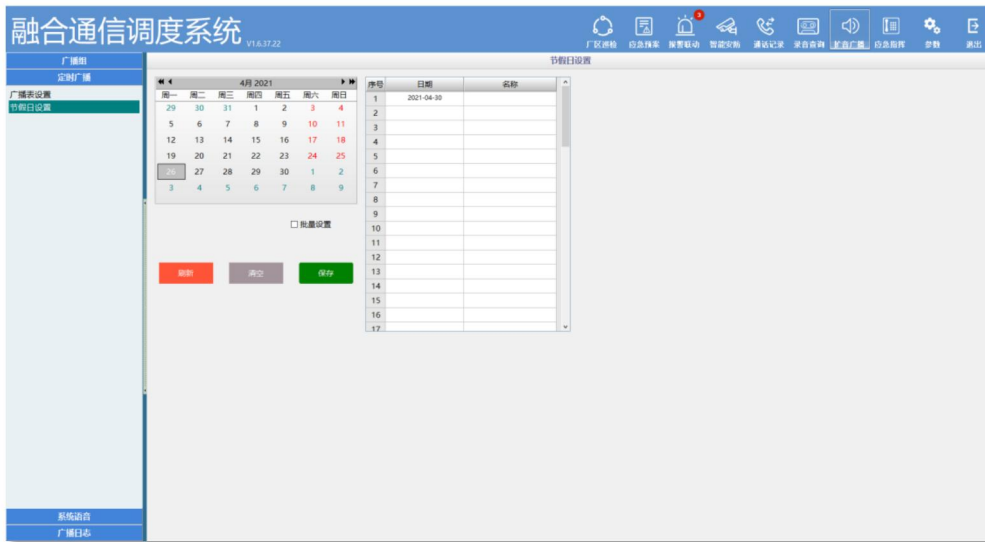 融合通信调度系统 V1.6.37.22
3
厂区巡检 应急预案 报警联动 智能安防 通话记录 录音查询 扩音广播 应急指挥 参数 退出
广播组
定时广播
广播表设置
节假日设置
系统语音
广播日志
节假日设置
4月 2021
周一 周二 周三 周四 周五 周六 周日
29 30 31 1 2 3 4
5 6 7 8 9 10 11
12 13 14 15 16 17 18
19 20 21 22 23 24 25
26 27 28 29 30 1 2
3 4 5 6 7 8 9
批量设置
刷新 清空 保存
序号 日期 名称
1 2021-04-30
2
3
4
5
6
7
8
9
10
11
12
13
14
15
16
17